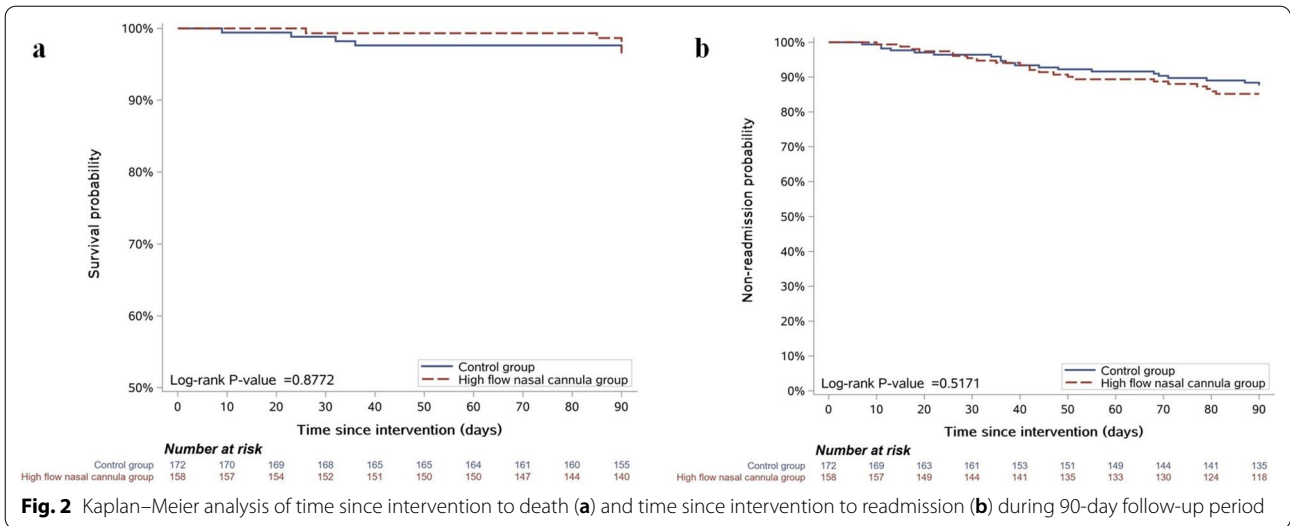 a
100%
90%
80%
70%
60%
50%
Survival probability
Log-rank P-value =0.8772
Control group
High flow nasal cannula group
0 10 20 30 40 50 60 70 80 90
Time since intervention (days)
Number at risk
Control group 172 170 169 168 165 165 164 161 160 155
High flow nasal cannula group 158 157 154 152 151 150 150 147 144 140
b
100%
90%
80%
70%
60%
50%
40%
30%
20%
10%
0%
Non-readmission probability
Log-rank P-value =0.5171
Control group
High flow nasal cannula group
0 10 20 30 40 50 60 70 80 90
Time since intervention (days)
Number at risk
Control group 172 169 163 161 153 151 149 144 141 135
High flow nasal cannula group 158 157 149 144 141 135 133 130 124 118
Fig. 2 Kaplan–Meier analysis of time since intervention to death (a) and time since intervention to readmission (b) during 90-day follow-up period